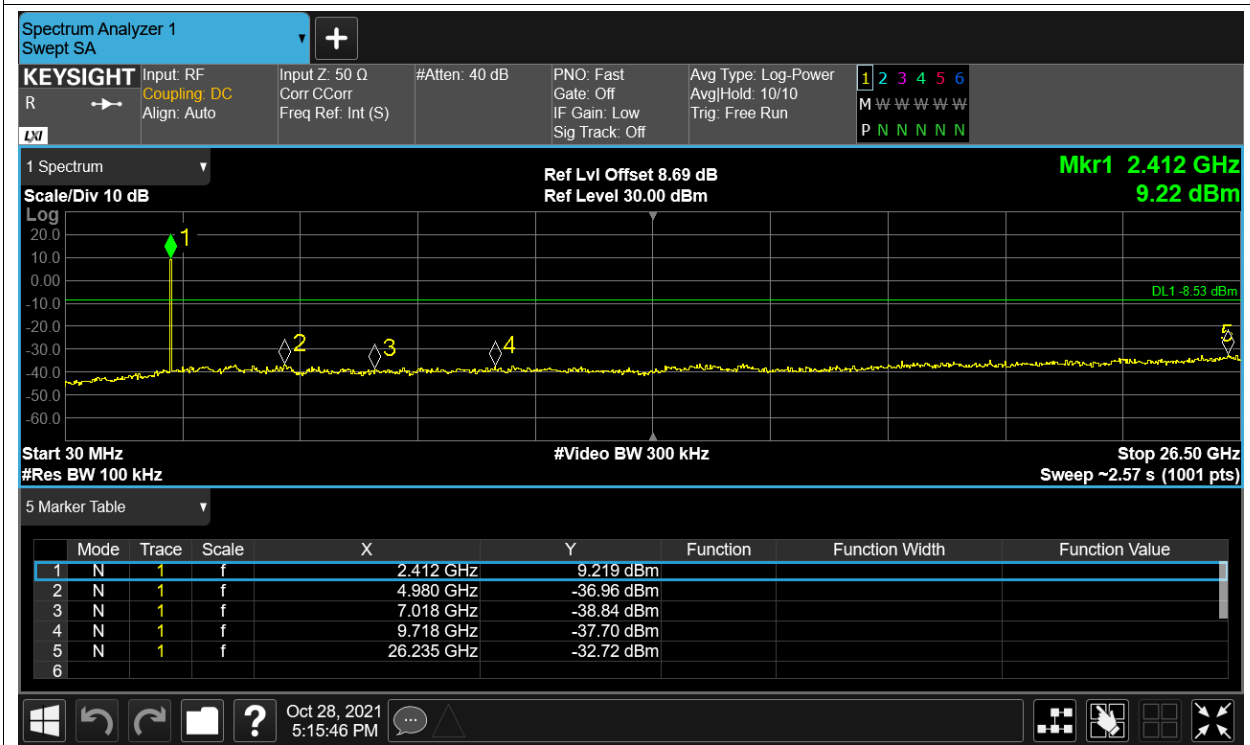 Spectrum Analyzer 1
Swept SA
KEYSIGHT
R
LXI
Input: RF
Coupling: DC
Align: Auto
Input Z: 50 Ω
Corr CCorr
Freq Ref: Int (S)
#Atten: 40 dB
PNO: Fast
Gate: Off
IF Gain: Low
Sig Track: Off
Avg Type: Log-Power
Avg|Hold: 10/10
Trig: Free Run
1 2 3 4 5 6
M W W W W W
P N N N N N
1 Spectrum
Scale/Div 10 dB
Ref Lvl Offset 8.69 dB
Ref Level 30.00 dBm
Mkr1 2.412 GHz
9.22 dBm
Log
20.0
10.0
0.00
-10.0
-20.0
-30.0
-40.0
-50.0
-60.0
1
DL1 -8.53 dBm
2
3
4
5
Start 30 MHz
#Res BW 100 kHz
#Video BW 300 kHz
Stop 26.50 GHz
Sweep ~2.57 s (1001 pts)
5 Marker Table
Mode Trace Scale X Y Function Function Width Function Value
1 N 1 f 2.412 GHz 9.219 dBm
2 N 1 f 4.980 GHz -36.96 dBm
3 N 1 f 7.018 GHz -38.84 dBm
4 N 1 f 9.718 GHz -37.70 dBm
5 N 1 f 26.235 GHz -32.72 dBm
6
?
Oct 28, 2021
5:15:46 PM